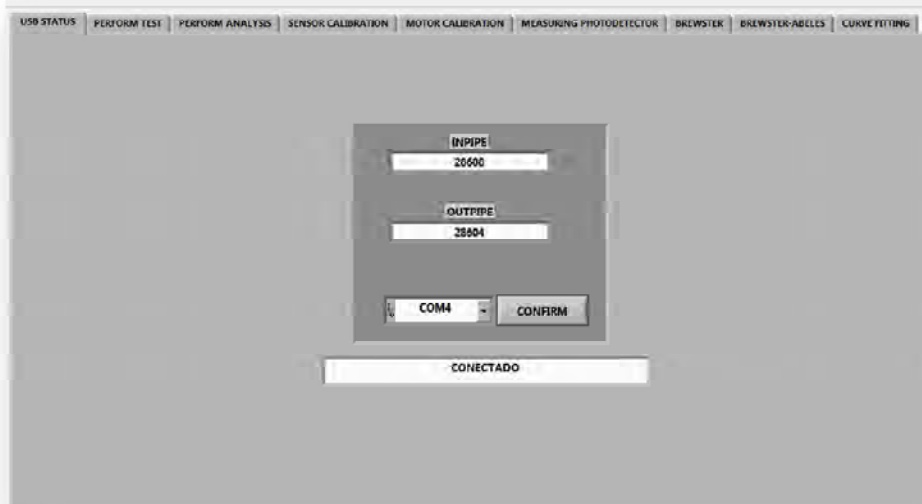 USB STATUS PERFORM TEST PERFORM ANALYSIS SENSOR CALIBRATION MOTOR CALIBRATION MEASURING PHOTODETECTOR BREWSTER BREWSTER-ABELES CURVE FITTING
INPIPE
28600
OUTPIPE
28604
COM4 CONFIRM
CONECTADO